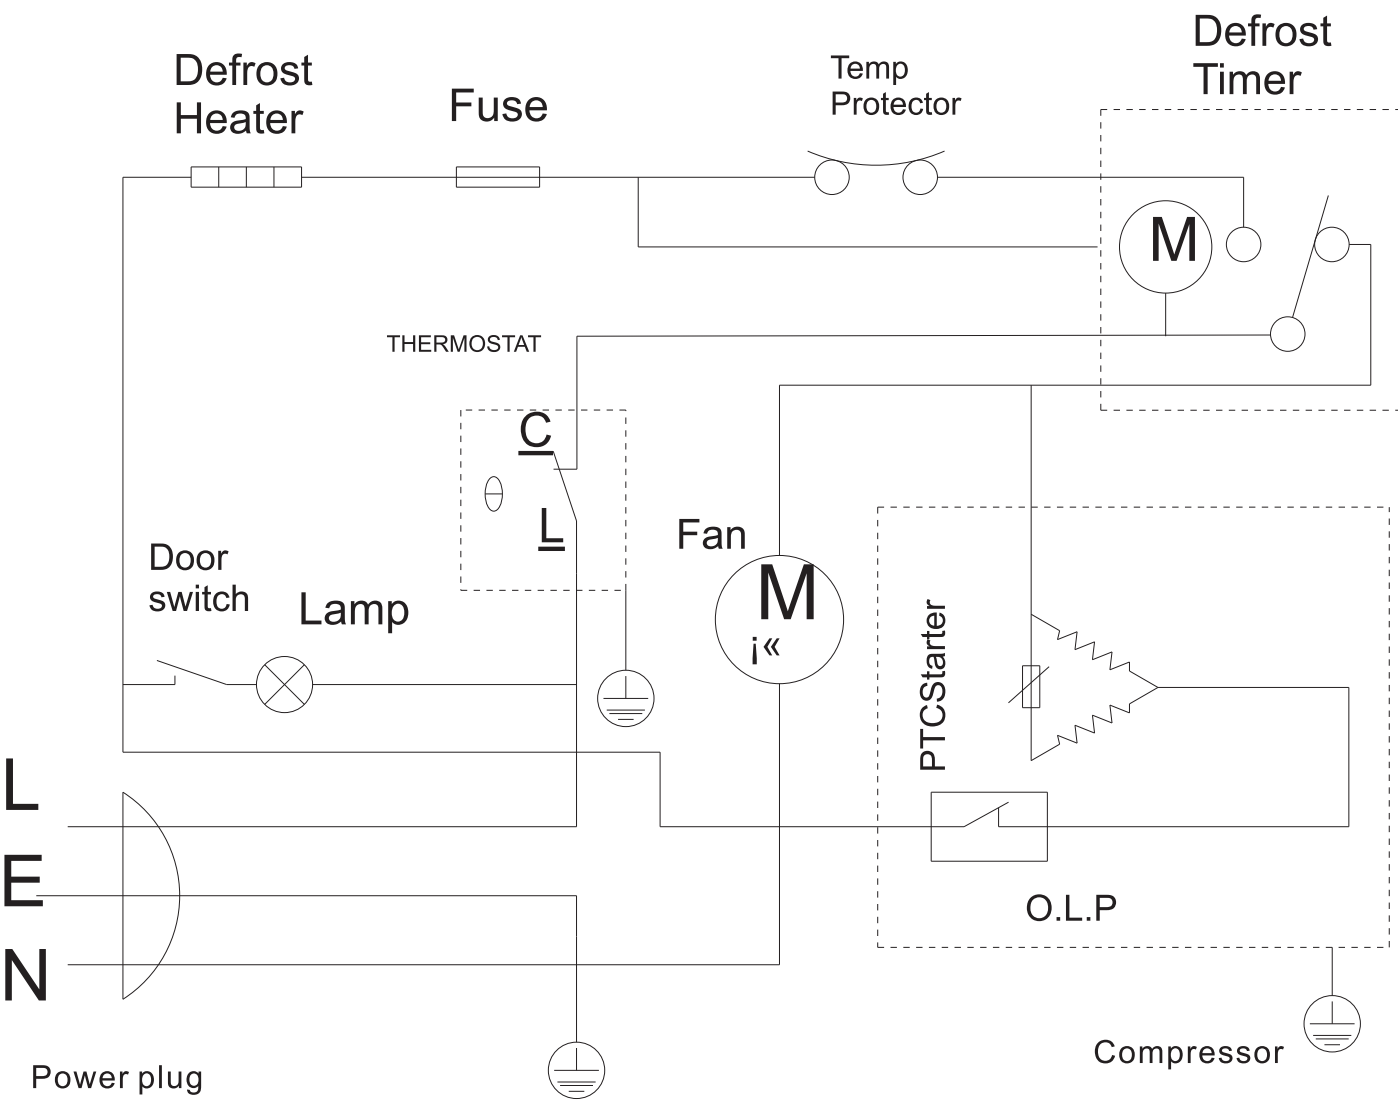 Defrost
Timer
Defrost
Heater
Fuse
Temp
Protector
M
THERMOSTAT
C
L
Fan
M
¡«
Door
switch
Lamp
PTCStarter
L
E
N
O.L.P
Compressor
Power plug